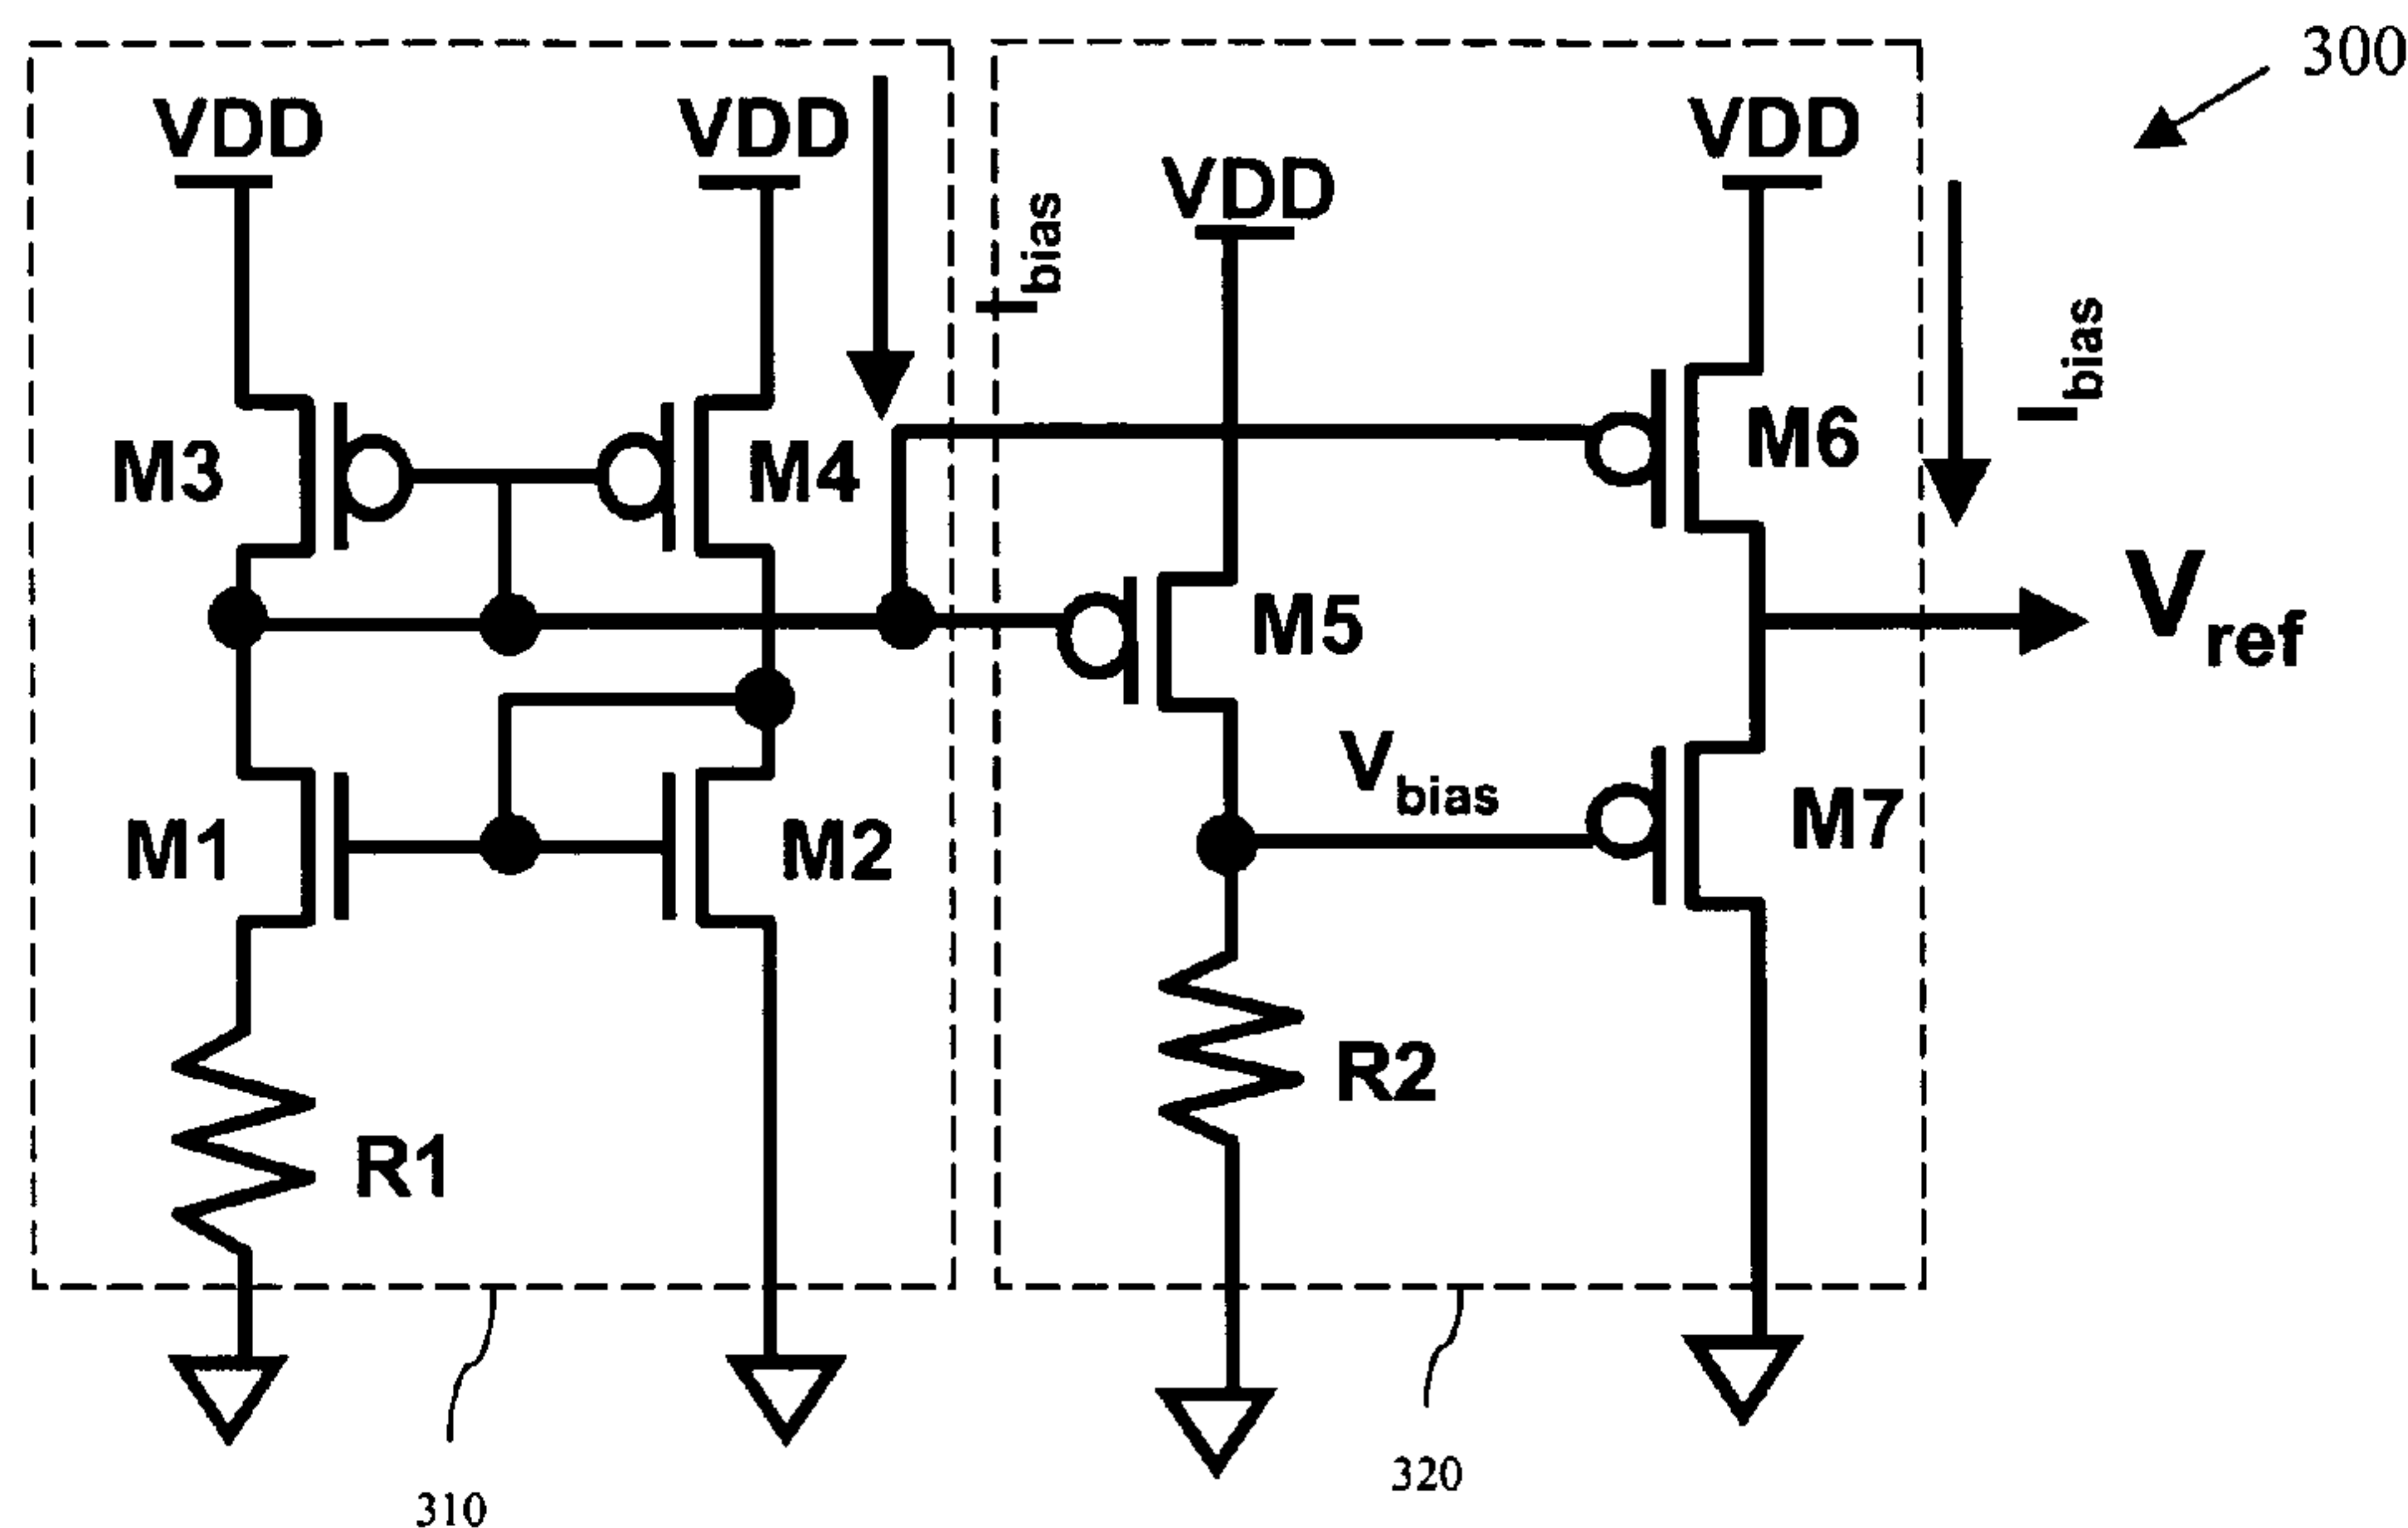 300
VDD
VDD
VDD
VDD
Ibias
Ibias
M3
M4
M6
M5
Vref
Vbias
M1
M2
M7
R1
R2
310
320